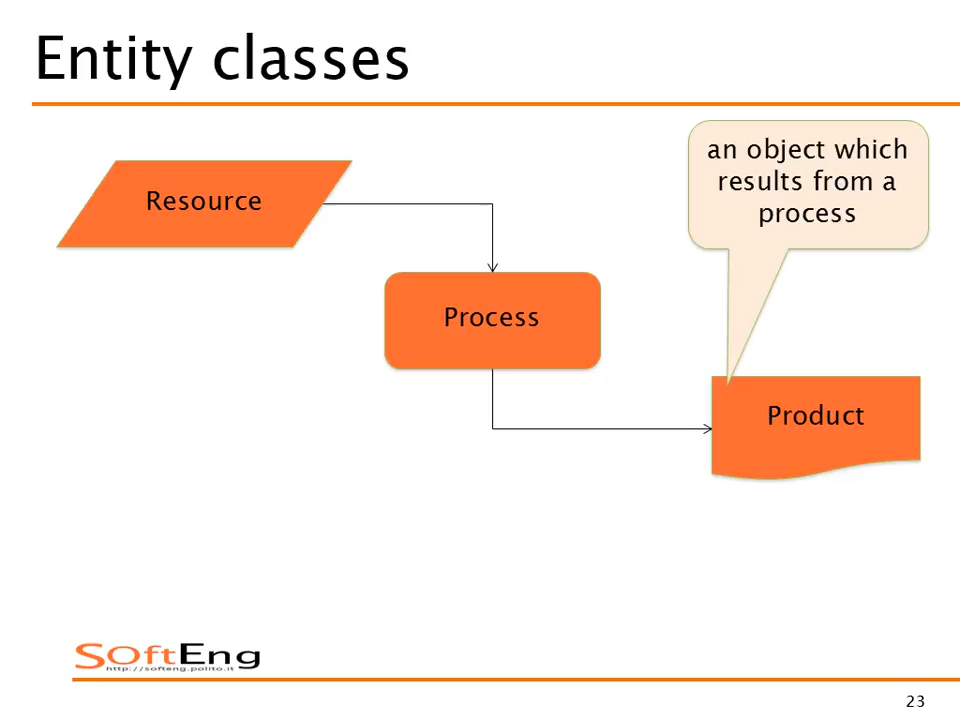 Entity classes
an object which
results from a
process
Resource
Process
Product
SOftEng
http://softeng.polito.it
23